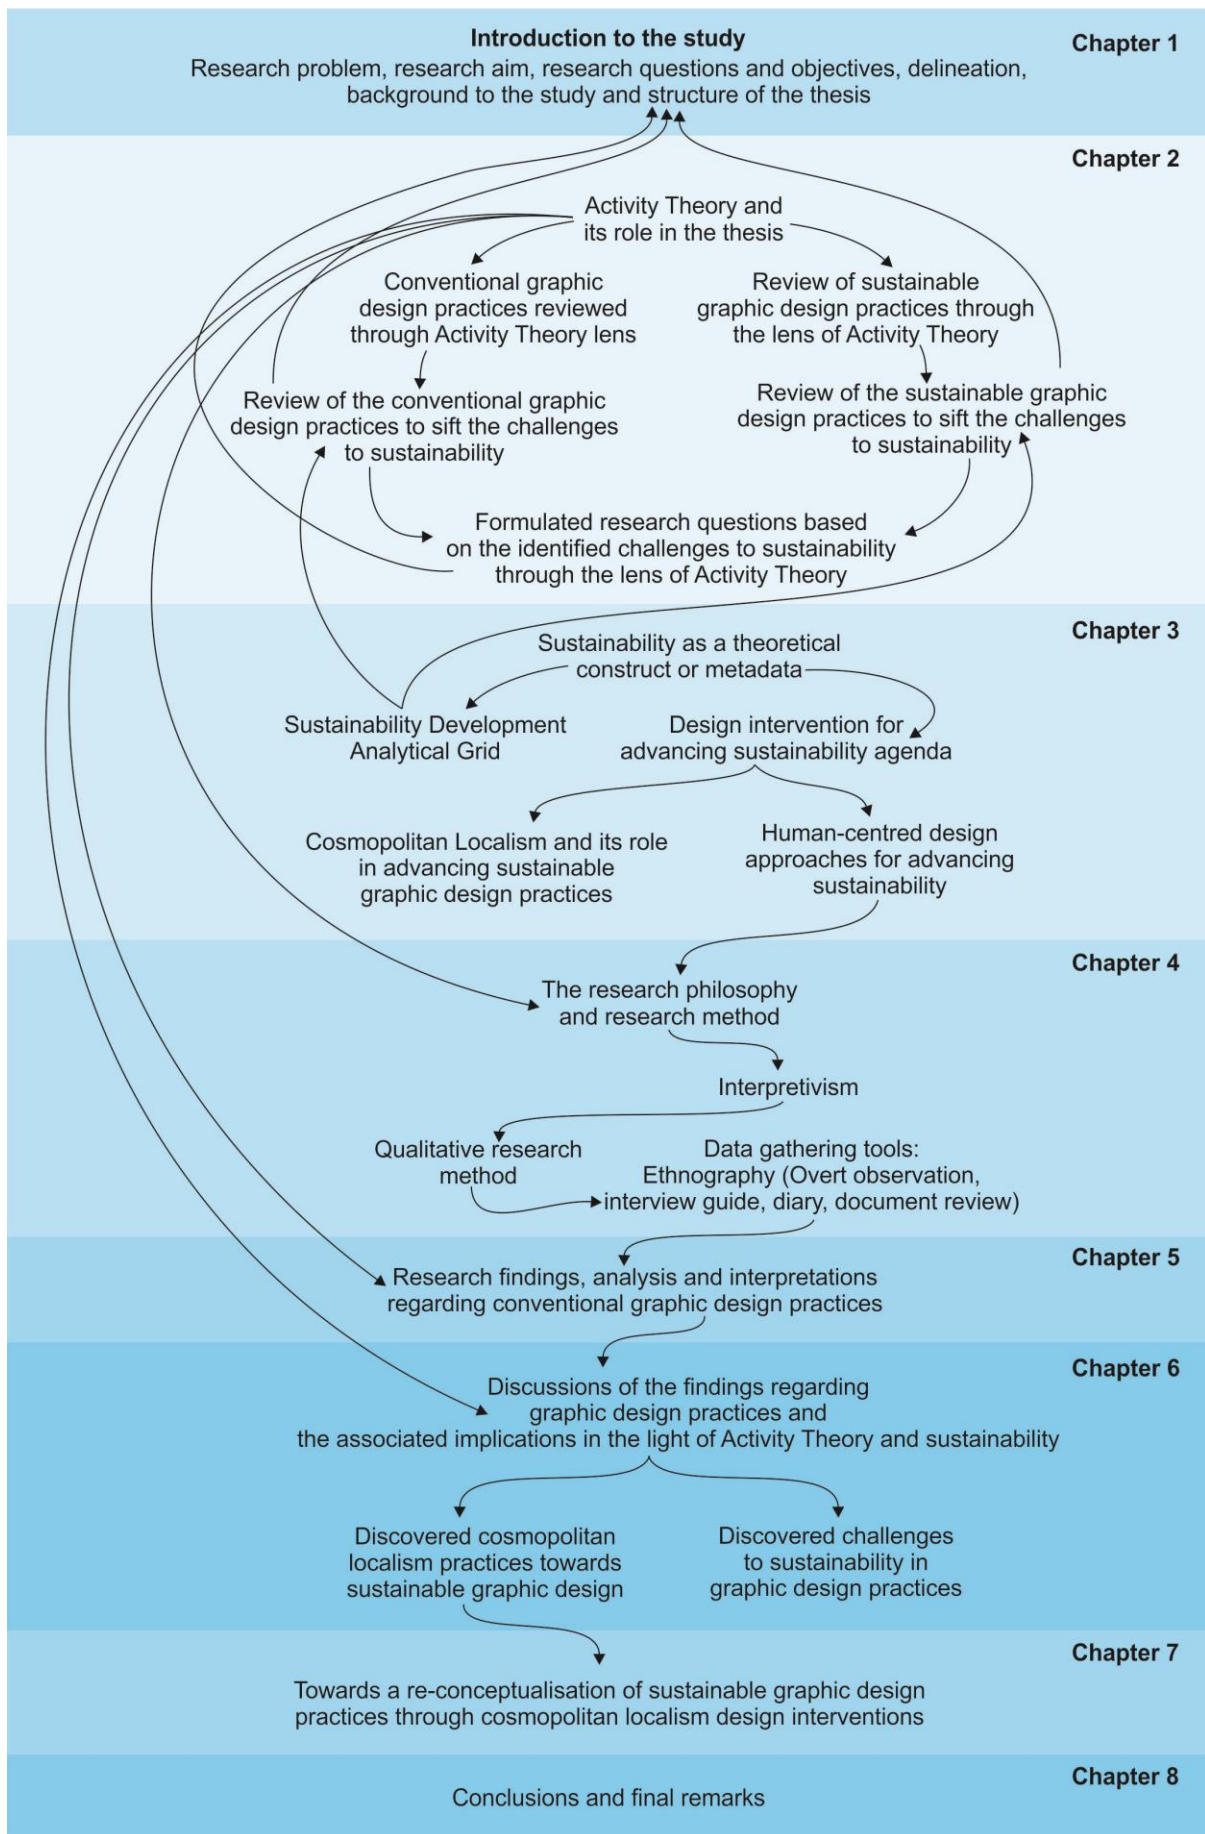 Introduction to the study
Chapter 1
Research problem, research aim, research questions and objectives, delineation,
background to the study and structure of the thesis
Chapter 2
Activity Theory and
its role in the thesis
Conventional graphic
design practices reviewed
through Activity Theory lens
Review of sustainable
graphic design practices through
the lens of Activity Theory
Review of the conventional graphic
design practices to sift the challenges
to sustainability
Review of the sustainable graphic
design practices to sift the challenges
to sustainability
Formulated research questions based
on the identified challenges to sustainability
through the lens of Activity Theory
Chapter 3
Sustainability as a theoretical
construct or metadata
Sustainability Development
Analytical Grid
Design intervention for
advancing sustainability agenda
Cosmopolitan Localism and its role
in advancing sustainable
graphic design practices
Human-centred design
approaches for advancing
sustainability
Chapter 4
The research philosophy
and research method
Interpretivism
Qualitative research
method
Data gathering tools:
Ethnography (Overt observation,
interview guide, diary, document review)
Chapter 5
Research findings, analysis and interpretations
regarding conventional graphic design practices
Chapter 6
Discussions of the findings regarding
graphic design practices and
the associated implications in the light of Activity Theory and sustainability
Discovered cosmopolitan
localism practices towards
sustainable graphic design
Discovered challenges
to sustainability in
graphic design practices
Chapter 7
Towards a re-conceptualisation of sustainable graphic design
practices through cosmopolitan localism design interventions
Chapter 8
Conclusions and final remarks